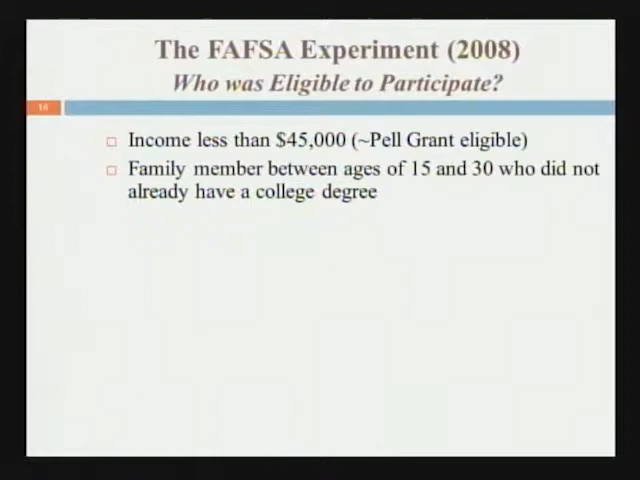 The FAFSA Experiment (2008)
Who was Eligible to Participate?
16
Income less than $45,000 (~Pell Grant eligible)
Family member between ages of 15 and 30 who did not
already have a college degree